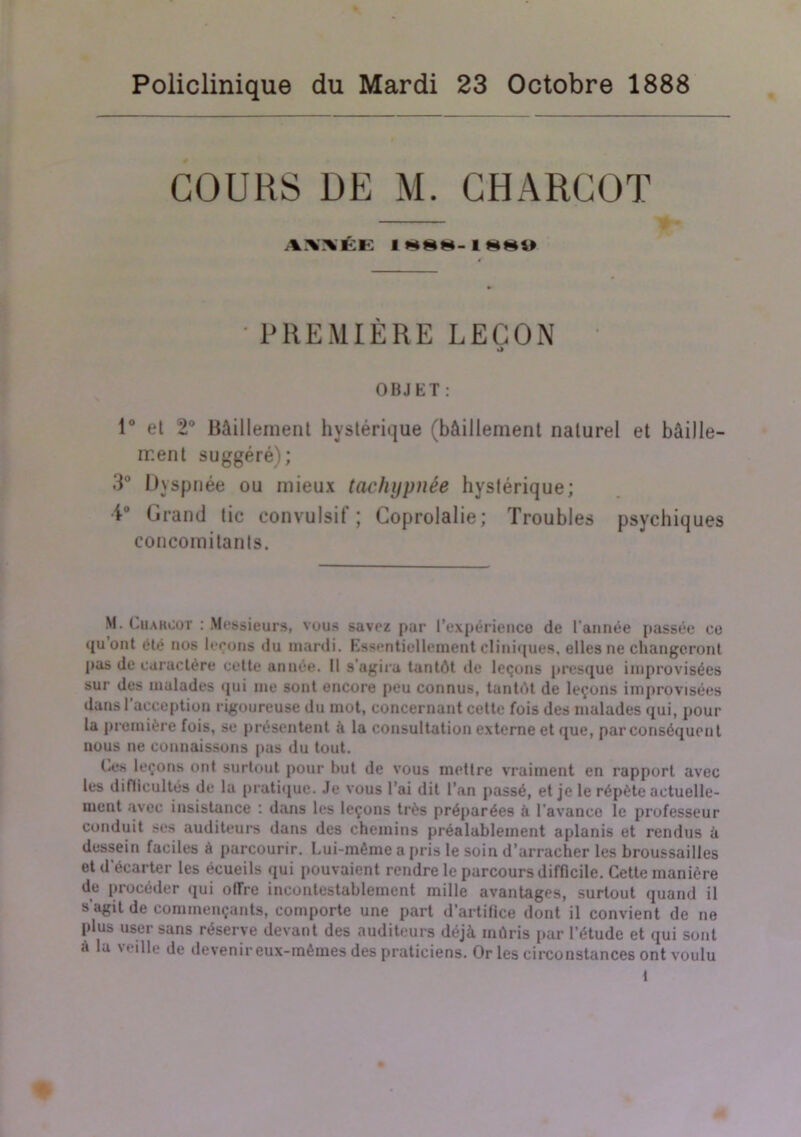 Policlinique du Mardi 23 Octobre 1888
COURS DE M. CHARCOT
ANNÉE 1888-1889
PREMIÈRE LEÇON
OBJET :
1° et 2° Bâillement hystérique (bâillement naturel et bâille-
ment suggéré) ;
3° Dyspnée ou mieux tachypnée hystérique;
4° Grand tic convulsif ; Coprolalie ; Troubles psychiques
concomitants.
M. CHARCOT : Messieurs, vous savez par l'expérience de l'année passée ce
qu'ont été nos leçons du mardi. Essentiellement cliniques, elles ne changeront
pas de caractère cette année. Il s'agira tantôt de leçons presque improvisées
sur des malades qui me sont encore peu connus, tantôt de leçons improvisées
dans l'acception rigoureuse du mot, concernant cette fois des malades qui, pour
la première fois, se présentent à la consultation externe et que, par conséquent
nous ne connaissons pas du tout.
Ces leçons ont surtout pour but de vous mettre vraiment en rapport avec
les difficultés de la pratique. Je vous l'ai dit l'an passé, et je le répète actuelle-
ment avec insistance : dans les leçons très préparées à l'avance le professeur
conduit ses auditeurs dans des chemins préalablement aplanis et rendus à
dessein faciles à parcourir. Lui-même a pris le soin d'arracher les broussailles
et d'écarter les écueils qui pouvaient rendre le parcours difficile. Cette manière
de procéder qui offre incontestablement mille avantages, surtout quand il
s'agit de commençants, comporte une part d'artifice dont il convient de ne
plus user sans réserve devant des auditeurs déjà mûris par l'étude et qui sont
à la veille de devenir eux-mêmes des praticiens. Or les circonstances ont voulu
1